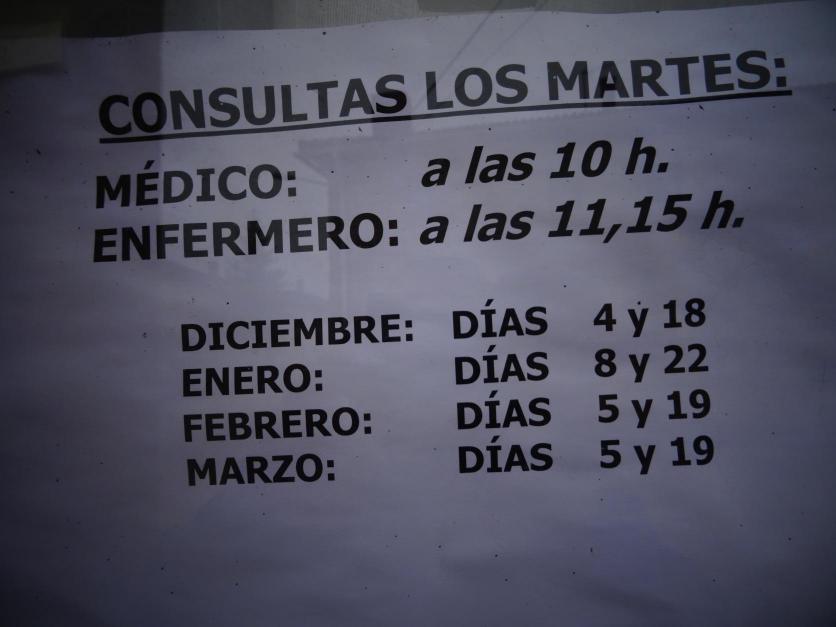 CONSULTAS LOS MARTES:
MÉDICO: a las 10 h.
ENFERMERO: a las 11,15 h.
DICIEMBRE: DÍAS 4 y 18
ENERO: DÍAS 8 y 22
FEBRERO: DÍAS 5 y 19
MARZO: DÍAS 5 y 19